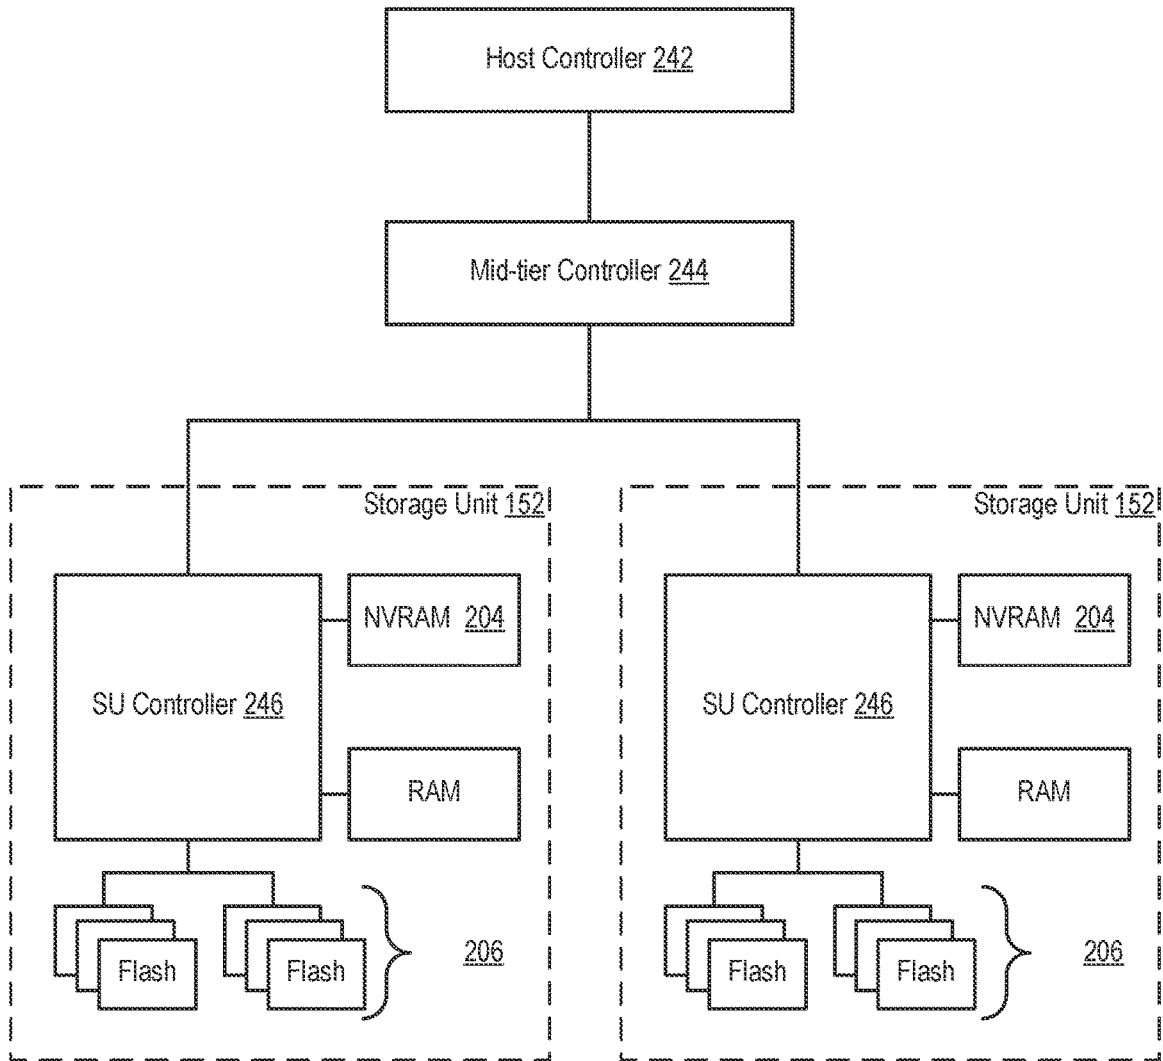 Host Controller 242
Mid-tier Controller 244
Storage Unit 152
SU Controller 246
NVRAM 204
RAM
Flash
Flash
206
Storage Unit 152
SU Controller 246
NVRAM 204
RAM
Flash
Flash
206